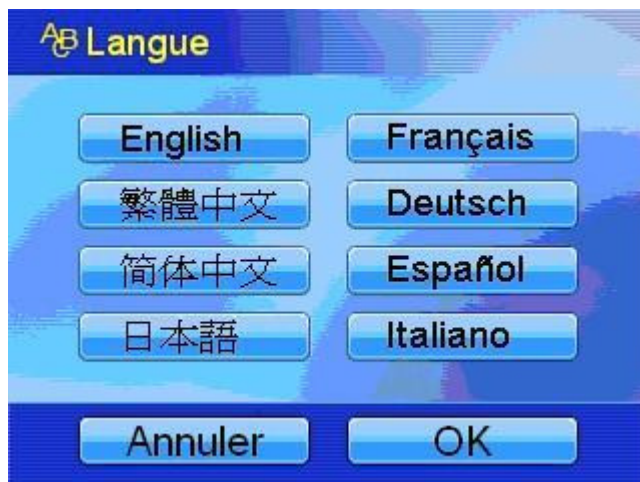 ABC Langue
English
Français
繁體中文
Deutsch
简体中文
Español
日本語
Italiano
Annuler
OK